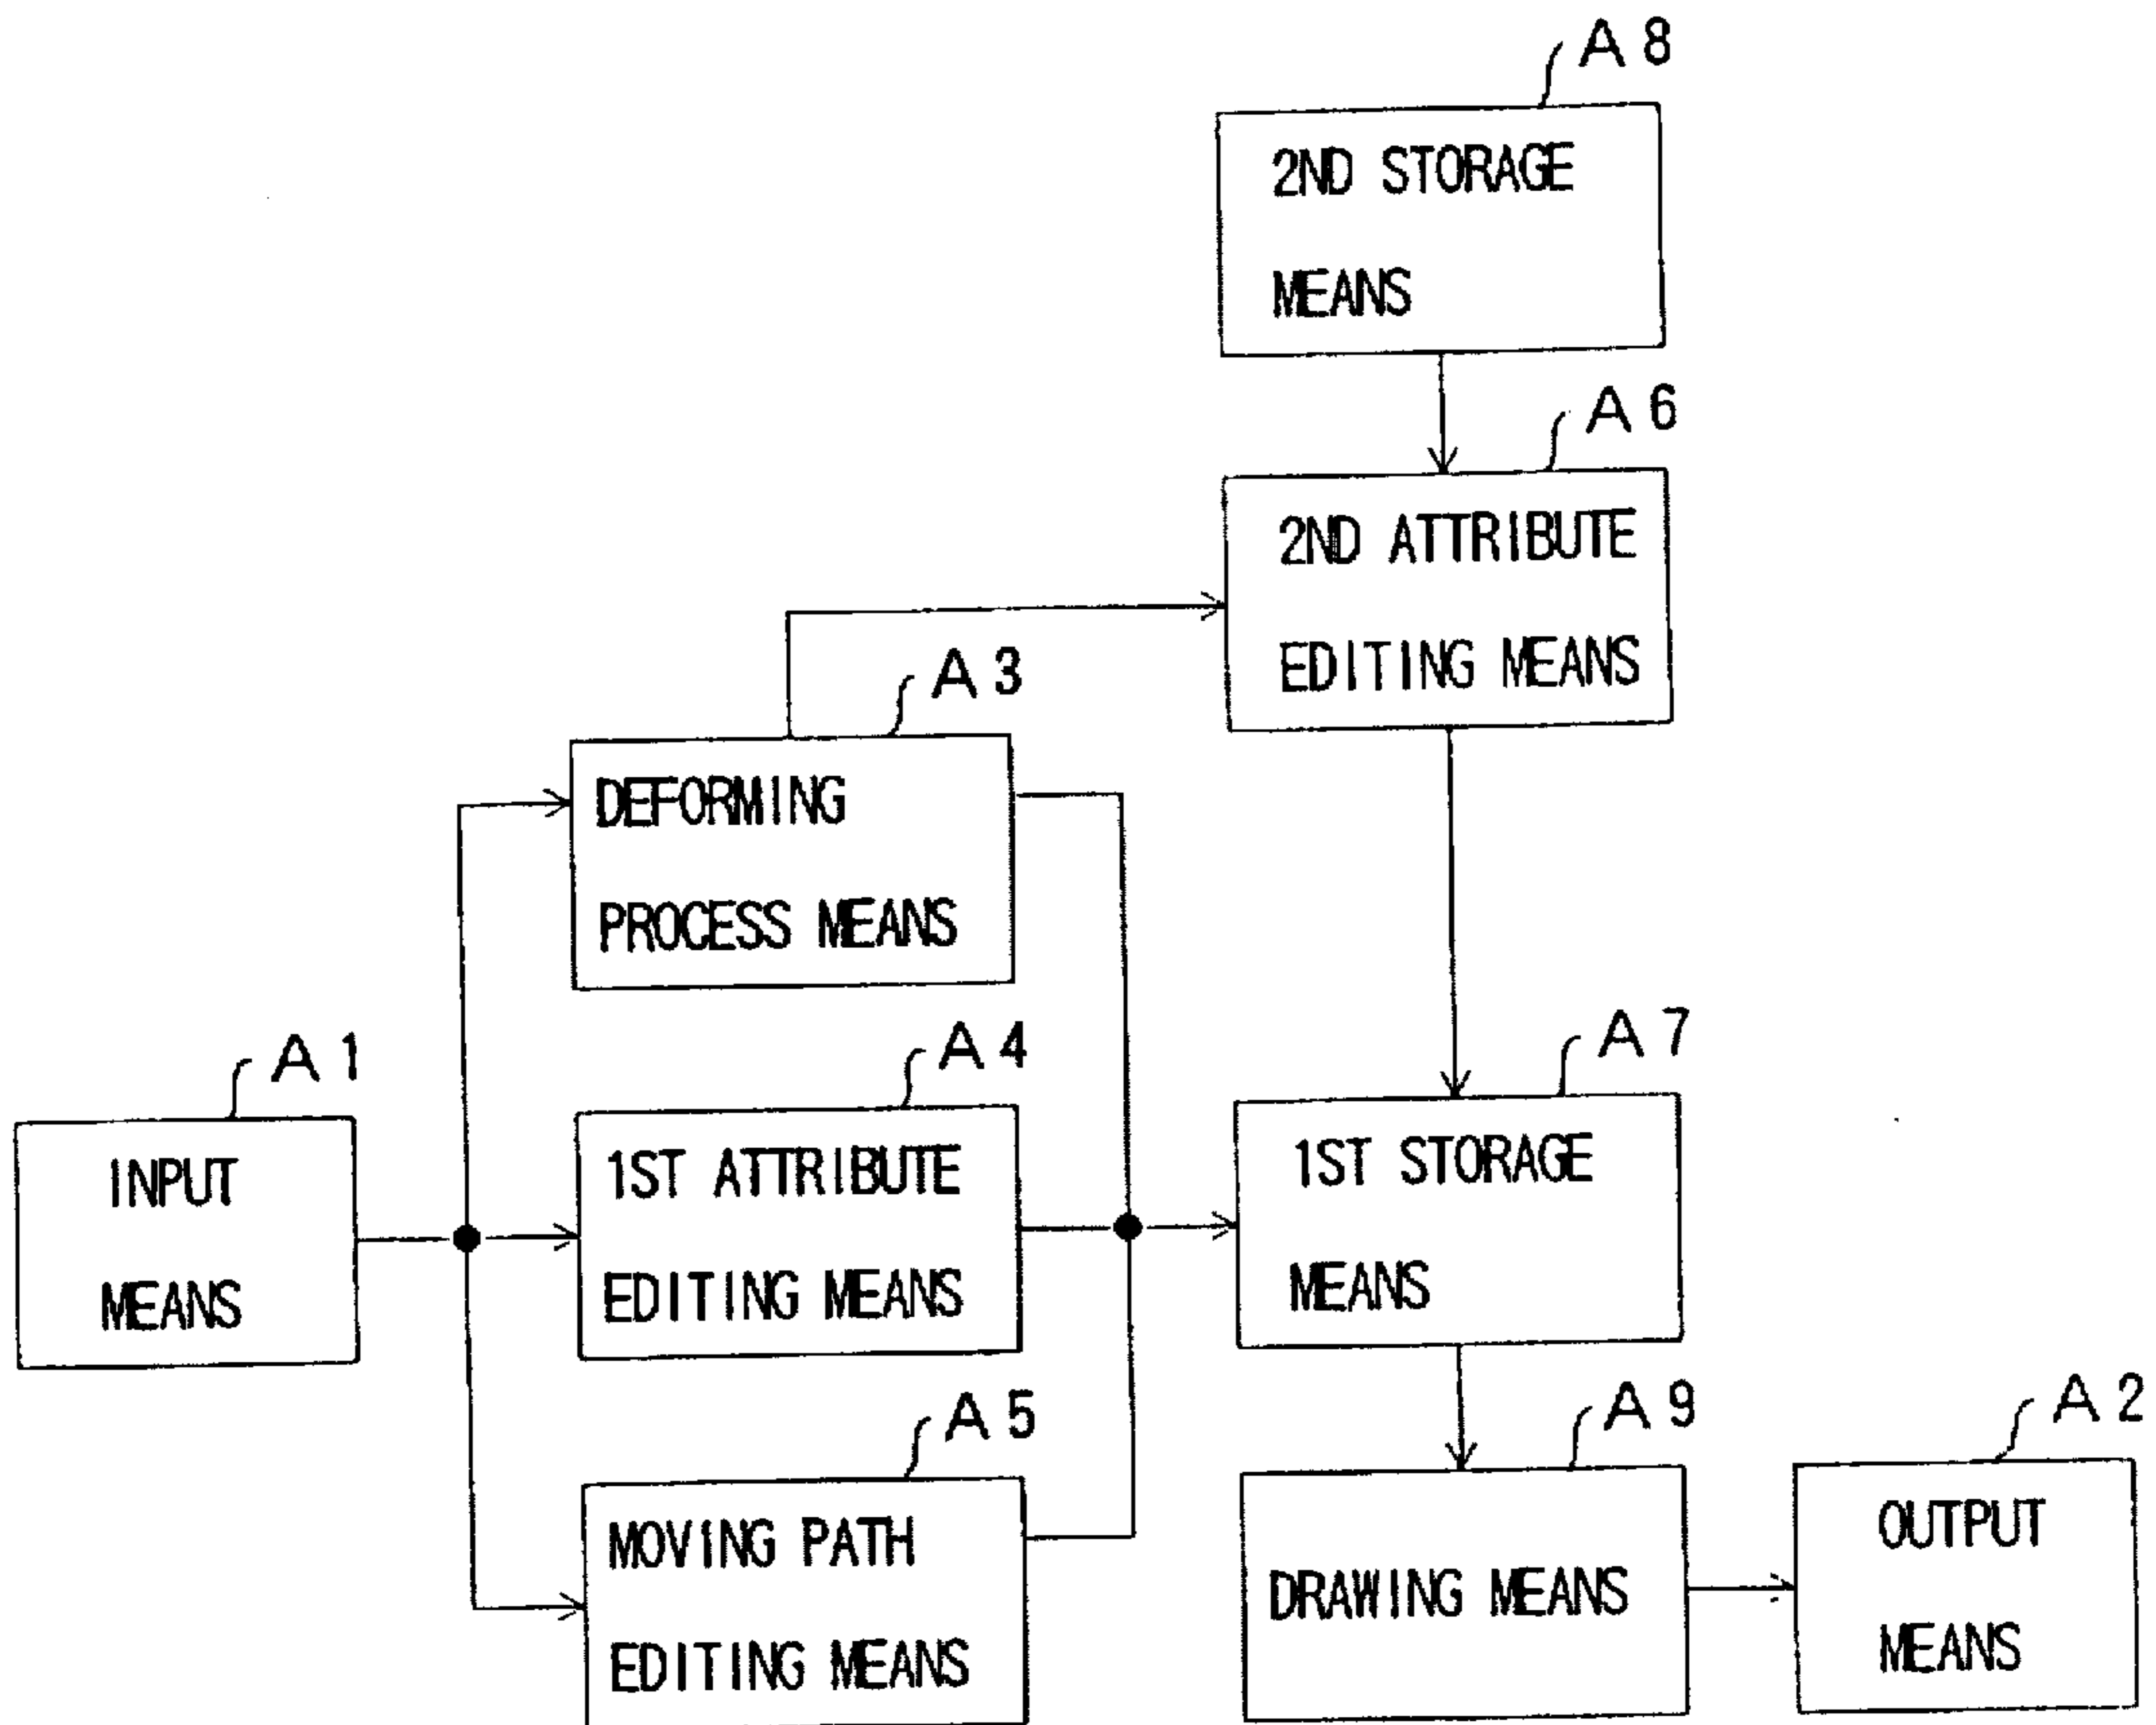 A 8
2ND STORAGE
MEANS
A 6
2ND ATTRIBUTE
EDITING MEANS
A 3
DEFORMING
PROCESS MEANS
A 1
INPUT
MEANS
A 4
1ST ATTRIBUTE
EDITING MEANS
A 7
1ST STORAGE
MEANS
A 5
MOVING PATH
EDITING MEANS
A 9
DRAWING MEANS
A 2
OUTPUT
MEANS